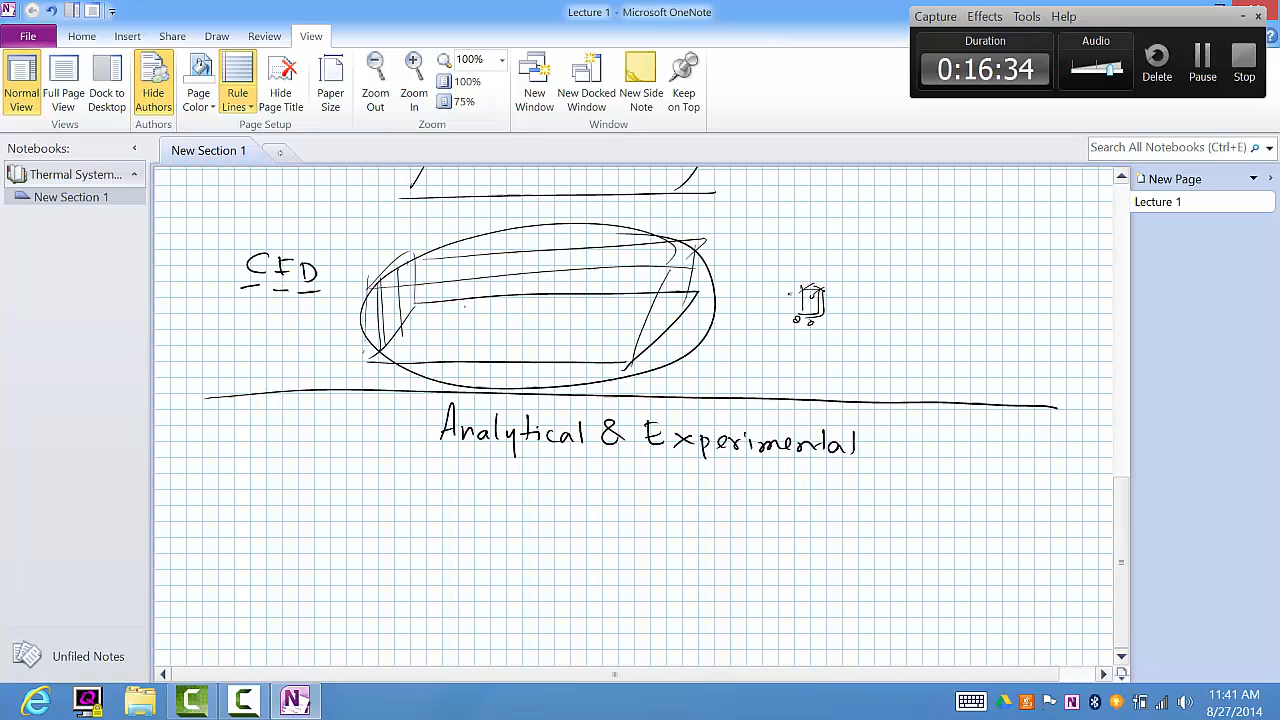 Lecture 1 - Microsoft OneNote
File Home Insert Share Draw Review View
Capture Effects Tools Help
Duration
0:16:34
Audio
Delete Pause Stop
Normal View
Full Page View
Dock to Desktop
Views
Hide Authors
Authors
Page Color
Rule Lines
Hide Page Title
Paper Size
Page Setup
Zoom Out
Zoom In
100%
100%
75%
Zoom
New Window
New Docked Window
New Side Note
Keep on Top
Window
Notebooks:
New Section 1
Search All Notebooks (Ctrl+E)
Thermal System...
New Section 1
New Page
Lecture 1
CFD
Analytical & Experimental
Unfiled Notes
11:41 AM
8/27/2014